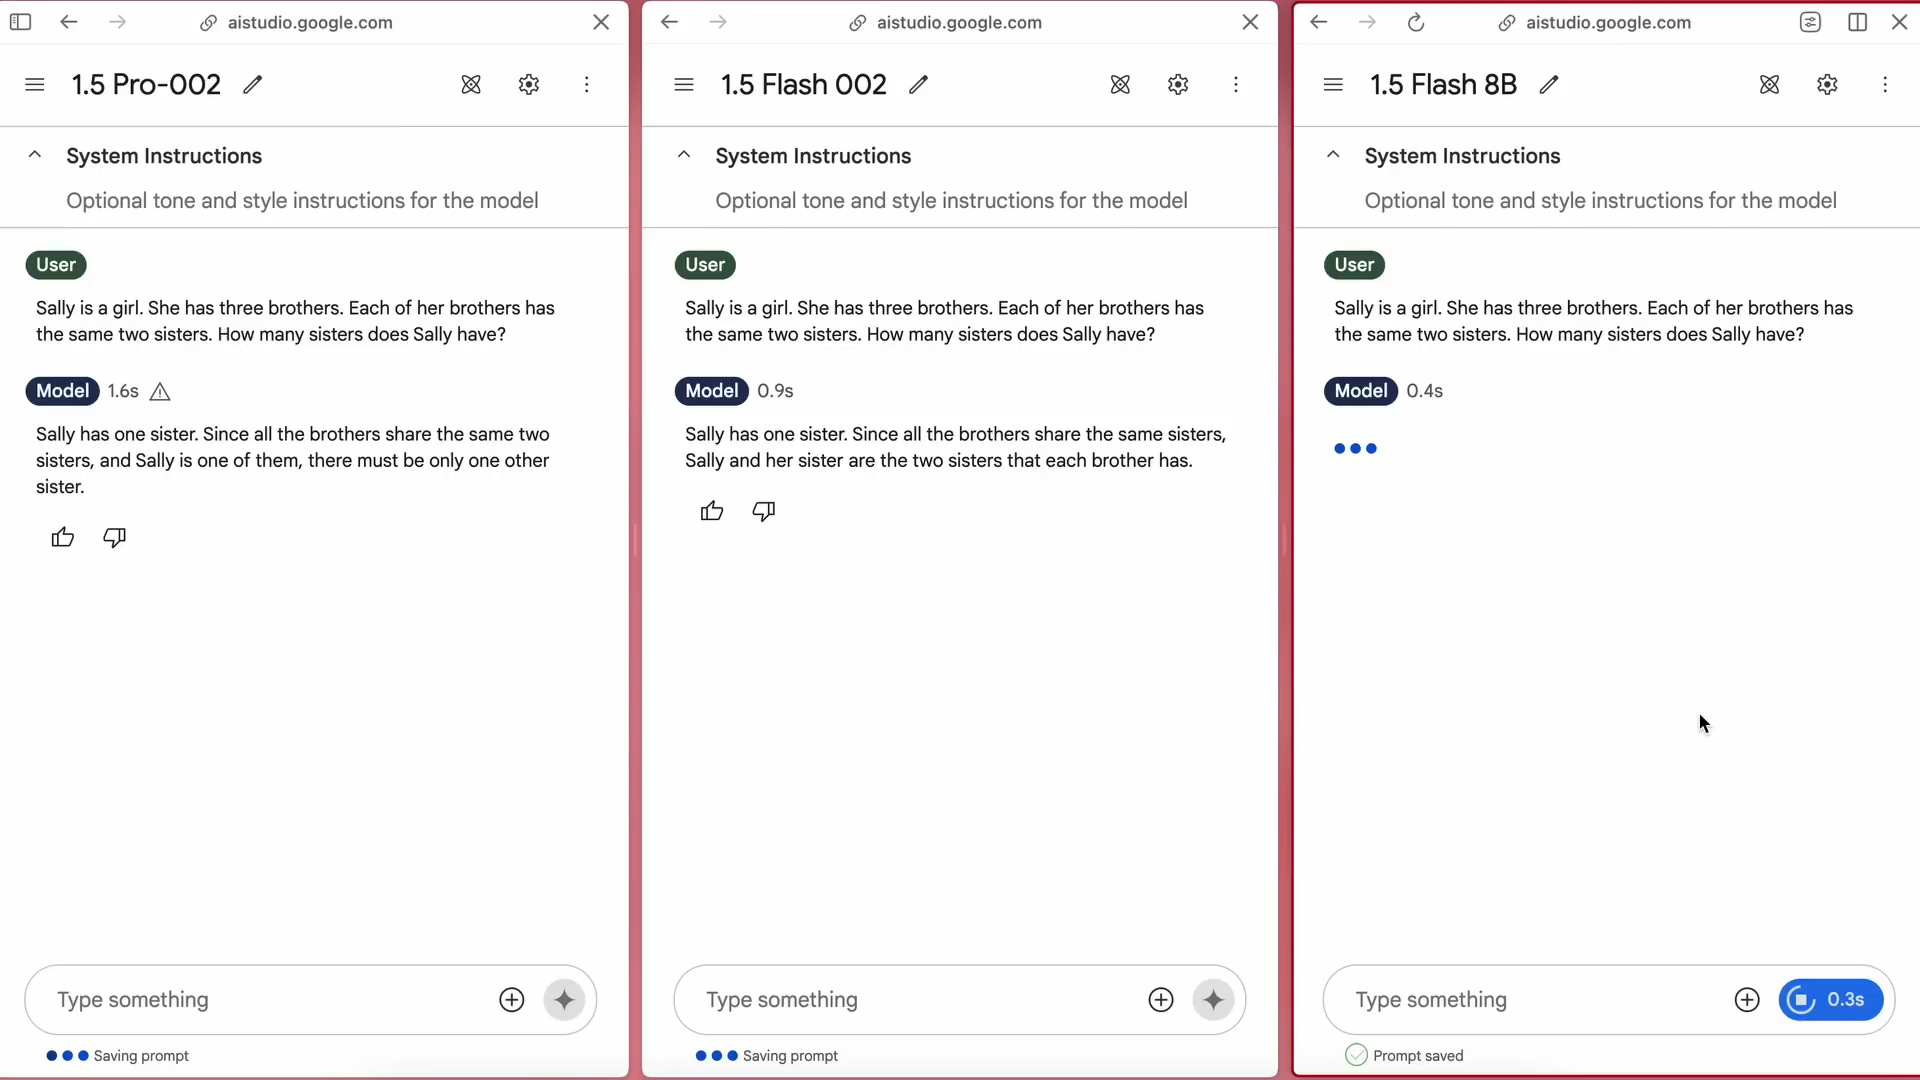 aistudio.google.com
1.5 Pro-002
System Instructions
Optional tone and style instructions for the model
User
Sally is a girl. She has three brothers. Each of her brothers has
the same two sisters. How many sisters does Sally have?
Model 1.6s
Sally has one sister. Since all the brothers share the same two
sisters, and Sally is one of them, there must be only one other
sister.
Type something
Saving prompt
aistudio.google.com
1.5 Flash 002
System Instructions
Optional tone and style instructions for the model
User
Sally is a girl. She has three brothers. Each of her brothers has
the same two sisters. How many sisters does Sally have?
Model 0.9s
Sally has one sister. Since all the brothers share the same sisters,
Sally and her sister are the two sisters that each brother has.
Type something
Saving prompt
aistudio.google.com
1.5 Flash 8B
System Instructions
Optional tone and style instructions for the model
User
Sally is a girl. She has three brothers. Each of her brothers has
the same two sisters. How many sisters does Sally have?
Model 0.4s
Type something
0.3s
Prompt saved